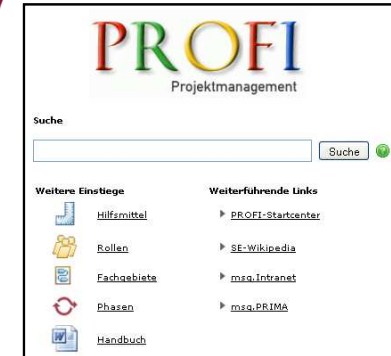 PROFI
Projektmanagement
Suche
Suche
Weitere Einstiege
Weiterführende Links
Hilfsmittel
PROFI-Startcenter
Rollen
SE-Wikipedia
Fachgebiete
msg.Intranet
Phasen
msg.PRIMA
Handbuch